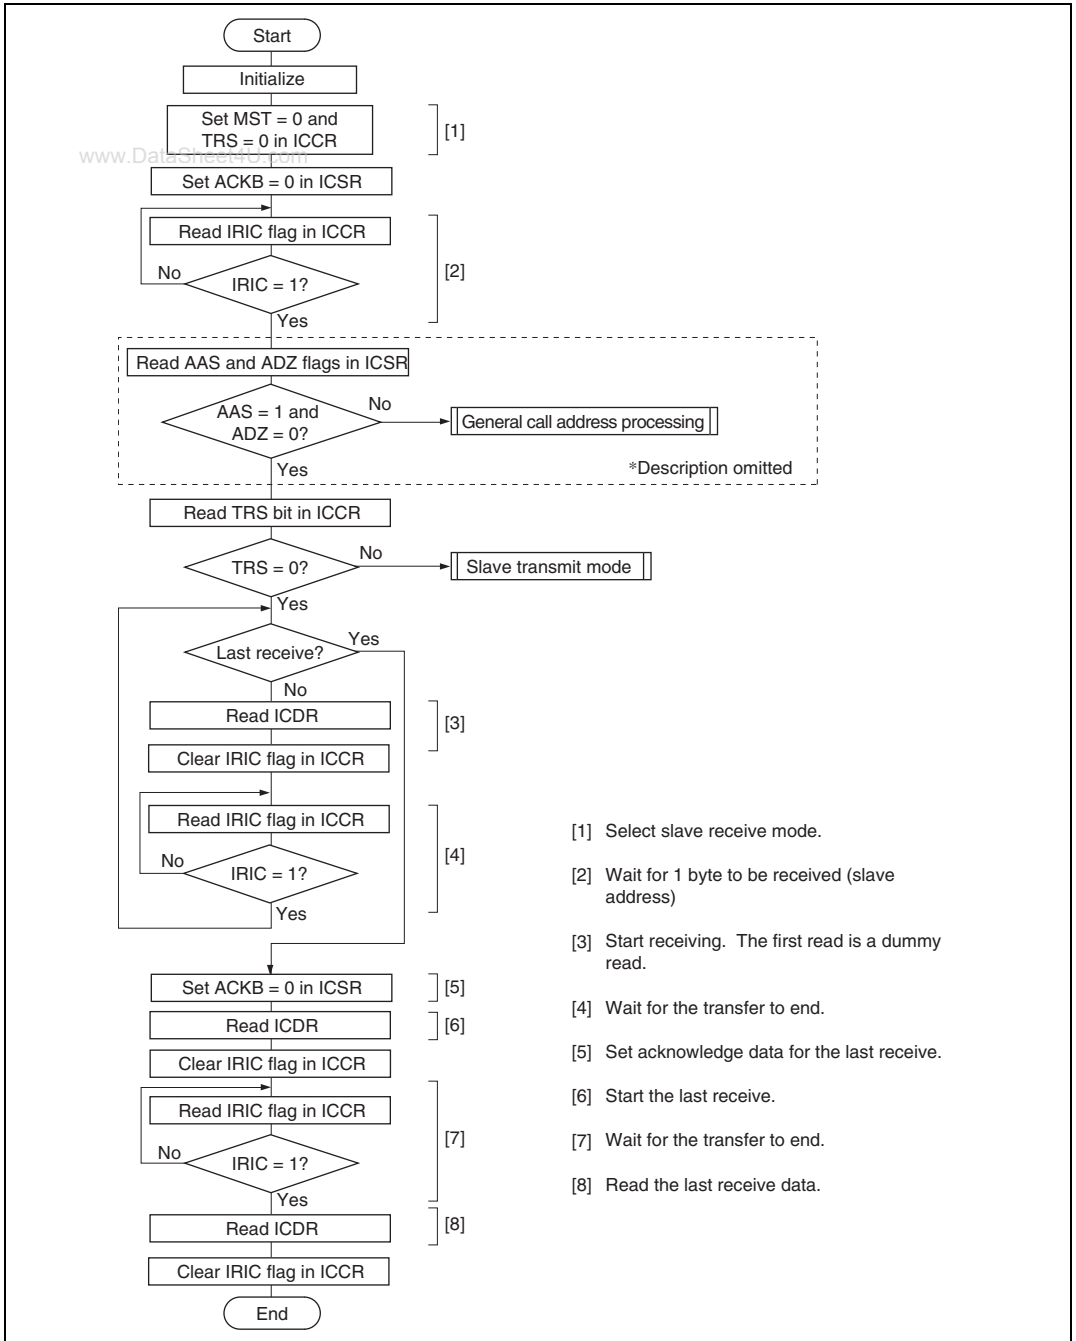 Start
Initialize
Set MST = 0 and
TRS = 0 in ICCR
[1]
www.DataSheet4U.com
Set ACKB = 0 in ICSR
Read IRIC flag in ICCR
No
IRIC = 1?
[2]
Yes
Read AAS and ADZ flags in ICSR
AAS = 1 and
ADZ = 0?
No
General call address processing
Yes
*Description omitted
Read TRS bit in ICCR
TRS = 0?
No
Slave transmit mode
Yes
Last receive?
Yes
No
Read ICDR
[3]
Clear IRIC flag in ICCR
Read IRIC flag in ICCR
[4]
No
IRIC = 1?
Yes
Set ACKB = 0 in ICSR
[5]
Read ICDR
[6]
Clear IRIC flag in ICCR
Read IRIC flag in ICCR
[7]
No
IRIC = 1?
Yes
Read ICDR
[8]
Clear IRIC flag in ICCR
End
[1] Select slave receive mode.
[2] Wait for 1 byte to be received (slave
address)
[3] Start receiving. The first read is a dummy
read.
[4] Wait for the transfer to end.
[5] Set acknowledge data for the last receive.
[6] Start the last receive.
[7] Wait for the transfer to end.
[8] Read the last receive data.